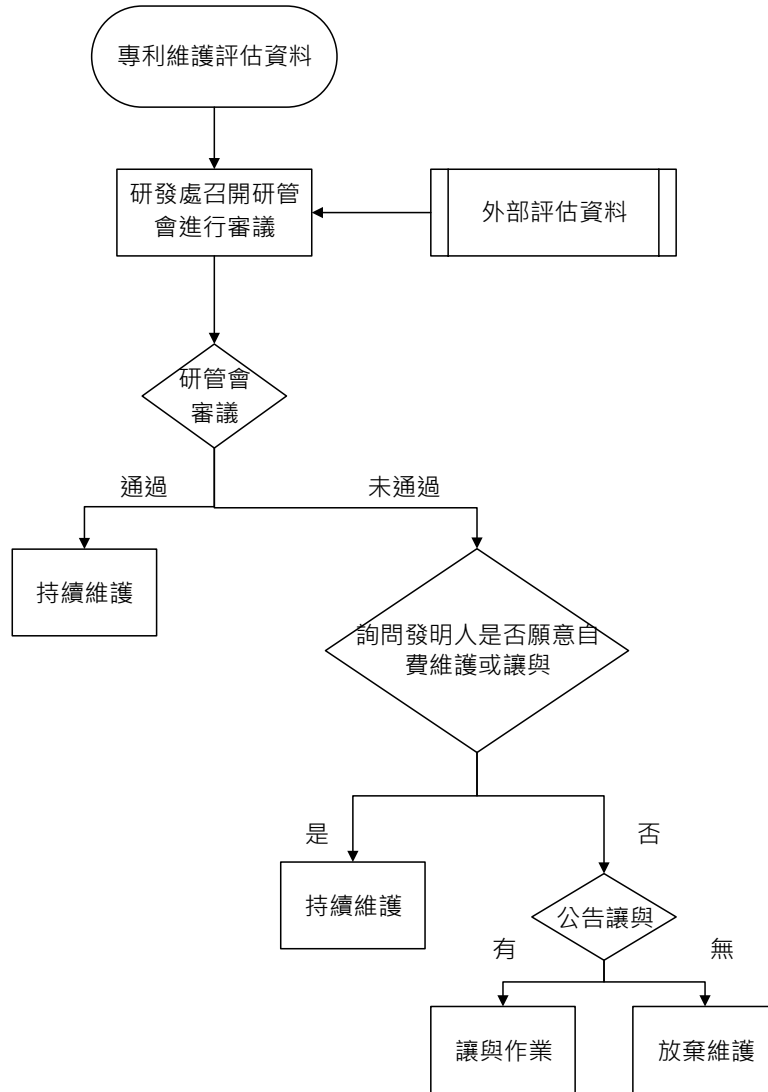 專利維護評估資料
研發處召開研管
會進行審議
外部評估資料
研管會
審議
通過
未通過
持續維護
詢問發明人是否願意自
費維護或讓與
是
否
持續維護
公告讓與
有
無
讓與作業
放棄維護